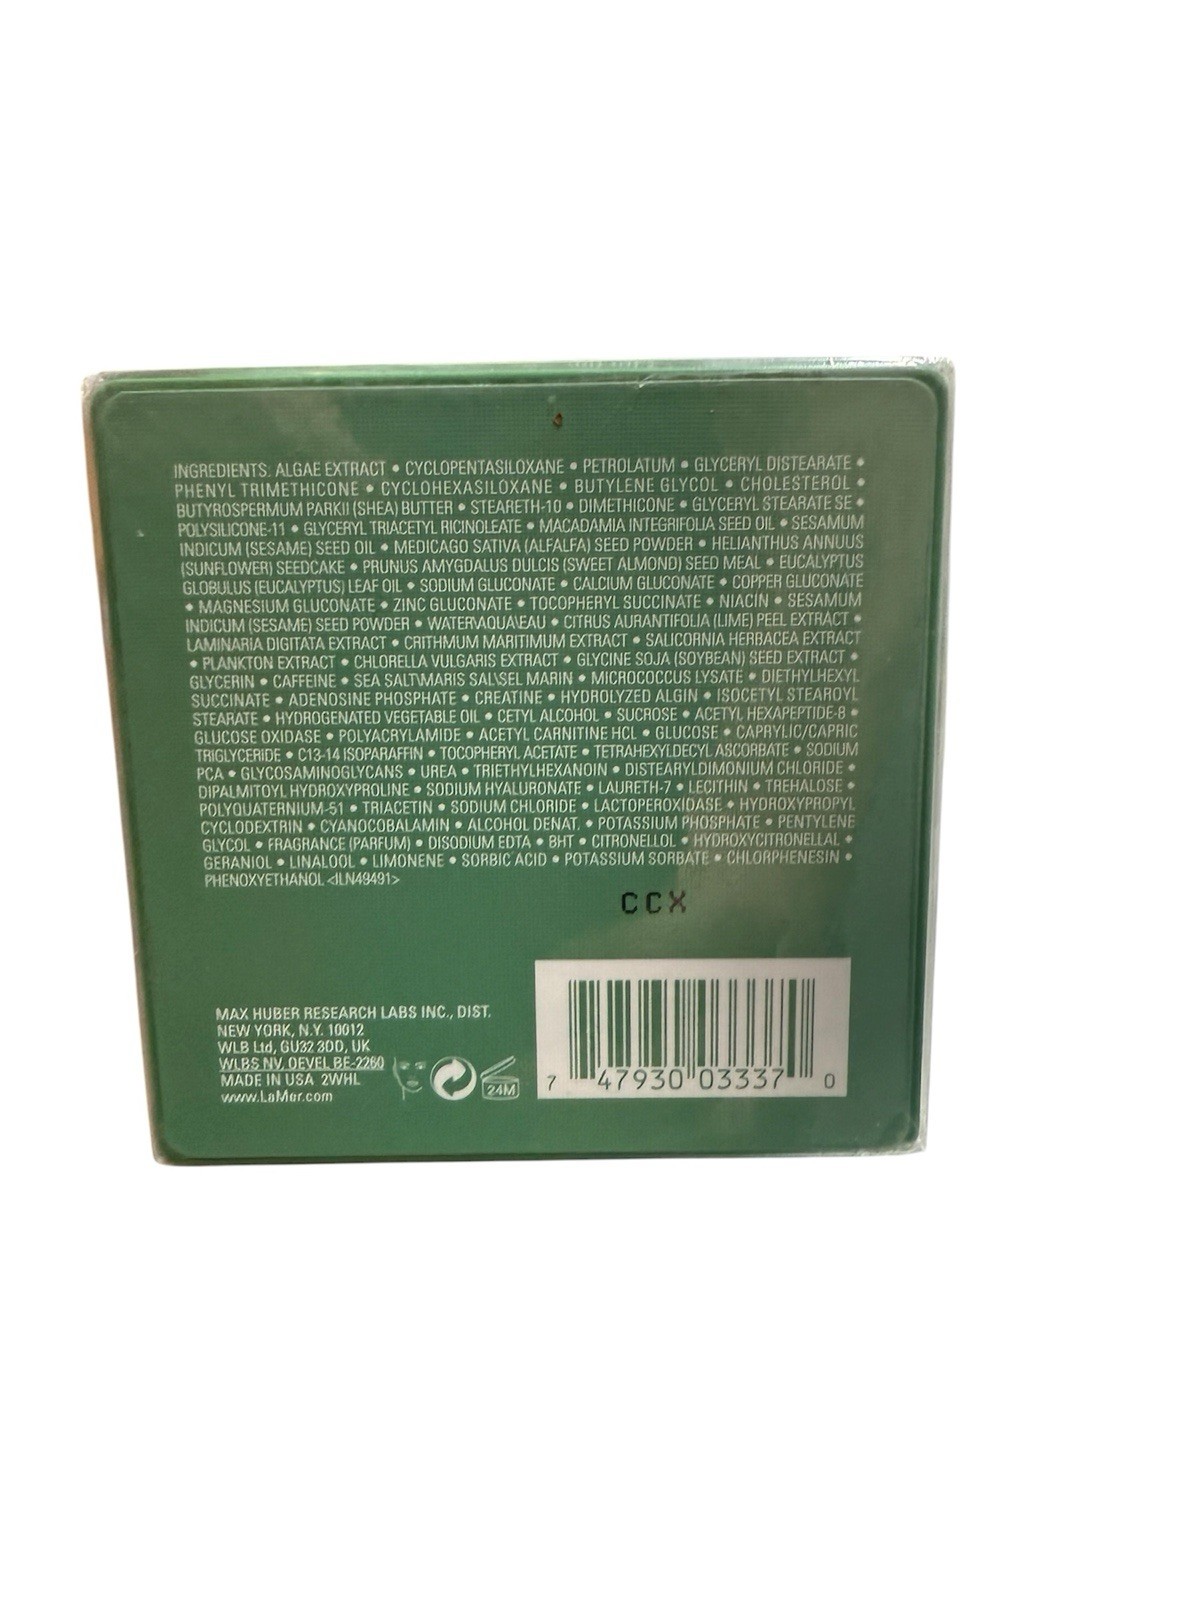 INGREDIENTS: ALGAE EXTRACT • CYCLOPENTASILOXANE • PETROLATUM • GLYCERYL DISTEARATE •
PHENYL TRIMETHICONE • CYCLOHEXASILOXANE • BUTYLENE GLYCOL • CHOLESTEROL •
BUTYROSPERMUM PARKII (SHEA) BUTTER • STEARETH-10 • DIMETHICONE • GLYCERYL STEARATE SE •
POLYSILICONE-11 • GLYCERYL TRIACETYL RICINOLEATE • MACADAMIA INTEGRIFOLIA SEED OIL • SESAMUM
INDICUM (SESAME) SEED OIL • MEDICAGO SATIVA (ALFALFA) SEED POWDER • HELIANTHUS ANNUUS
(SUNFLOWER) SEEDCAKE • PRUNUS AMYGDALUS DULCIS (SWEET ALMOND) SEED MEAL • EUCALYPTUS
GLOBULUS (EUCALYPTUS) LEAF OIL • SODIUM GLUCONATE • CALCIUM GLUCONATE • COPPER GLUCONATE
• MAGNESIUM GLUCONATE • ZINC GLUCONATE • TOCOPHERYL SUCCINATE • NIACIN • SESAMUM
INDICUM (SESAME) SEED POWDER • WATER\AQUA\EAU • CITRUS AURANTIFOLIA (LIME) PEEL EXTRACT •
LAMINARIA DIGITATA EXTRACT • CRITHMUM MARITIMUM EXTRACT • SALICORNIA HERBACEA EXTRACT
• PLANKTON EXTRACT • CHLORELLA VULGARIS EXTRACT • GLYCINE SOJA (SOYBEAN) SEED EXTRACT •
GLYCERIN • CAFFEINE • SEA SALT\MARIS SAL\SEL MARIN • MICROCOCCUS LYSATE • DIETHYLHEXYL
SUCCINATE • ADENOSINE PHOSPHATE • CREATINE • HYDROLYZED ALGIN • ISOCETYL STEAROYL
STEARATE • HYDROGENATED VEGETABLE OIL • CETYL ALCOHOL • SUCROSE • ACETYL HEXAPEPTIDE-8 •
GLUCOSE OXIDASE • POLYACRYLAMIDE • ACETYL CARNITINE HCL • GLUCOSE • CAPRYLIC/CAPRIC
TRIGLYCERIDE • C13-14 ISOPARAFFIN • TOCOPHERYL ACETATE • TETRAHEXYLDECYL ASCORBATE • SODIUM
PCA • GLYCOSAMINOGLYCANS • UREA • TRIETHYLHEXANOIN • DISTEARYLDIMONIUM CHLORIDE •
DIPALMITOYL HYDROXYPROLINE • SODIUM HYALURONATE • LAURETH-7 • LECITHIN • TREHALOSE •
POLYQUATERNIUM-51 • TRIACETIN • SODIUM CHLORIDE • LACTOPEROXIDASE • HYDROXYPROPYL
CYCLODEXTRIN • CYANOCOBALAMIN • ALCOHOL DENAT. • POTASSIUM PHOSPHATE • PENTYLENE
GLYCOL • FRAGRANCE (PARFUM) • DISODIUM EDTA • BHT • CITRONELLOL • HYDROXYCITRONELLAL •
GERANIOL • LINALOOL • LIMONENE • SORBIC ACID • POTASSIUM SORBATE • CHLORPHENESIN •
PHENOXYETHANOL <ILN49491>
CCX
MAX HUBER RESEARCH LABS INC., DIST.
NEW YORK, N.Y. 10012
WLB Ltd, GU32 3DD, UK
WLBS NV, OEVEL BE-2260
MADE IN USA 2WHL
www.LaMer.com
24M
7 47930 03337 0